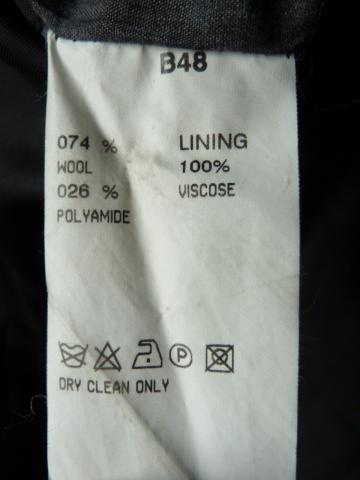 B48
074 % LINING
WOOL 100%
026 % VISCOSE
POLYAMIDE
P
DRY CLEAN ONLY